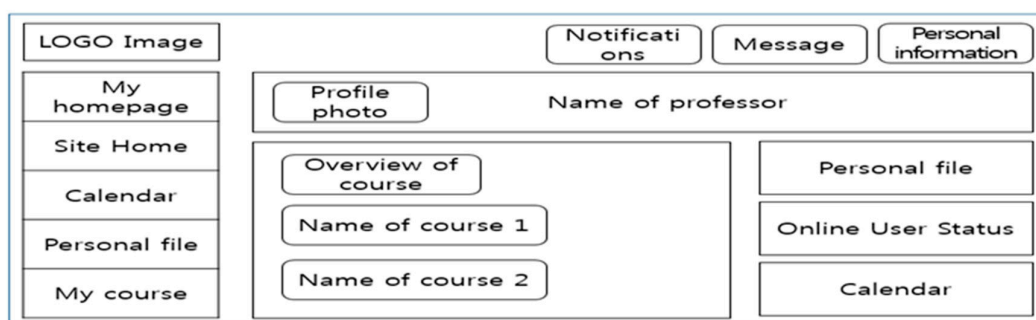 LOGO Image
Notificati
ons
Message
Personal
information
My
homepage
Site Home
Calendar
Personal file
My course
Profile
photo
Name of professor
Overview of
course
Name of course 1
Name of course 2
Personal file
Online User Status
Calendar